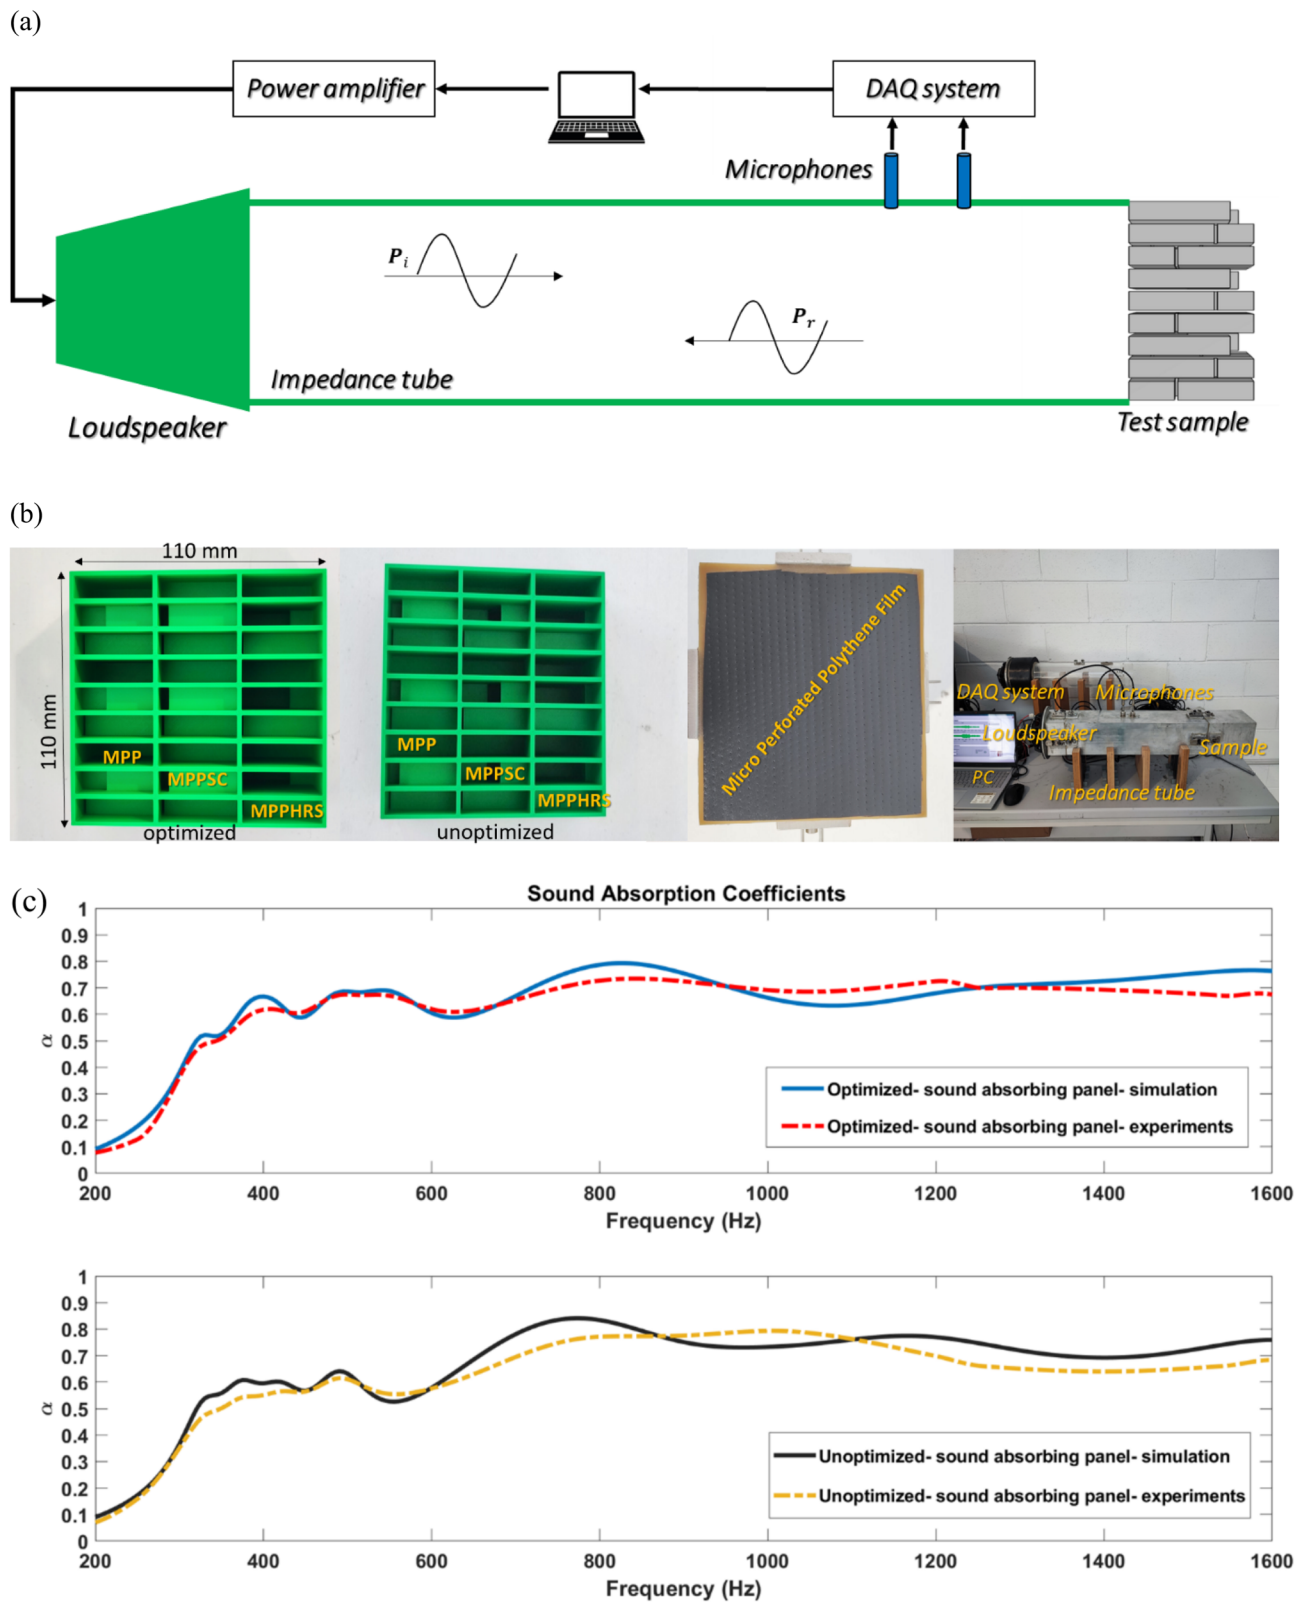 (a)
Power amplifier
DAQ system
Microphones
P_i
P_r
Impedance tube
Loudspeaker
Test sample
(b)
110 mm
110 mm
MPP
MPPSC
MPPHRS
optimized
MPP
MPPSC
MPPHRS
unoptimized
Micro Perforated Polythene Film
DAQ system
Microphones
Loudspeaker
Sample
PC
Impedance tube
(c)
Sound Absorption Coefficients
1
0.9
0.8
0.7
0.6
0.5
0.4
0.3
0.2
0.1
0
α
Optimized- sound absorbing panel- simulation
Optimized- sound absorbing panel- experiments
200 400 600 800 1000 1200 1400 1600
Frequency (Hz)
1
0.9
0.8
0.7
0.6
0.5
0.4
0.3
0.2
0.1
0
α
Unoptimized- sound absorbing panel- simulation
Unoptimized- sound absorbing panel- experiments
200 400 600 800 1000 1200 1400 1600
Frequency (Hz)